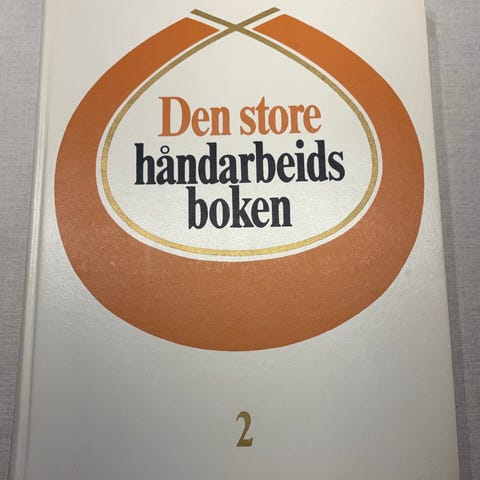 Den store
håndarbeids
boken
2